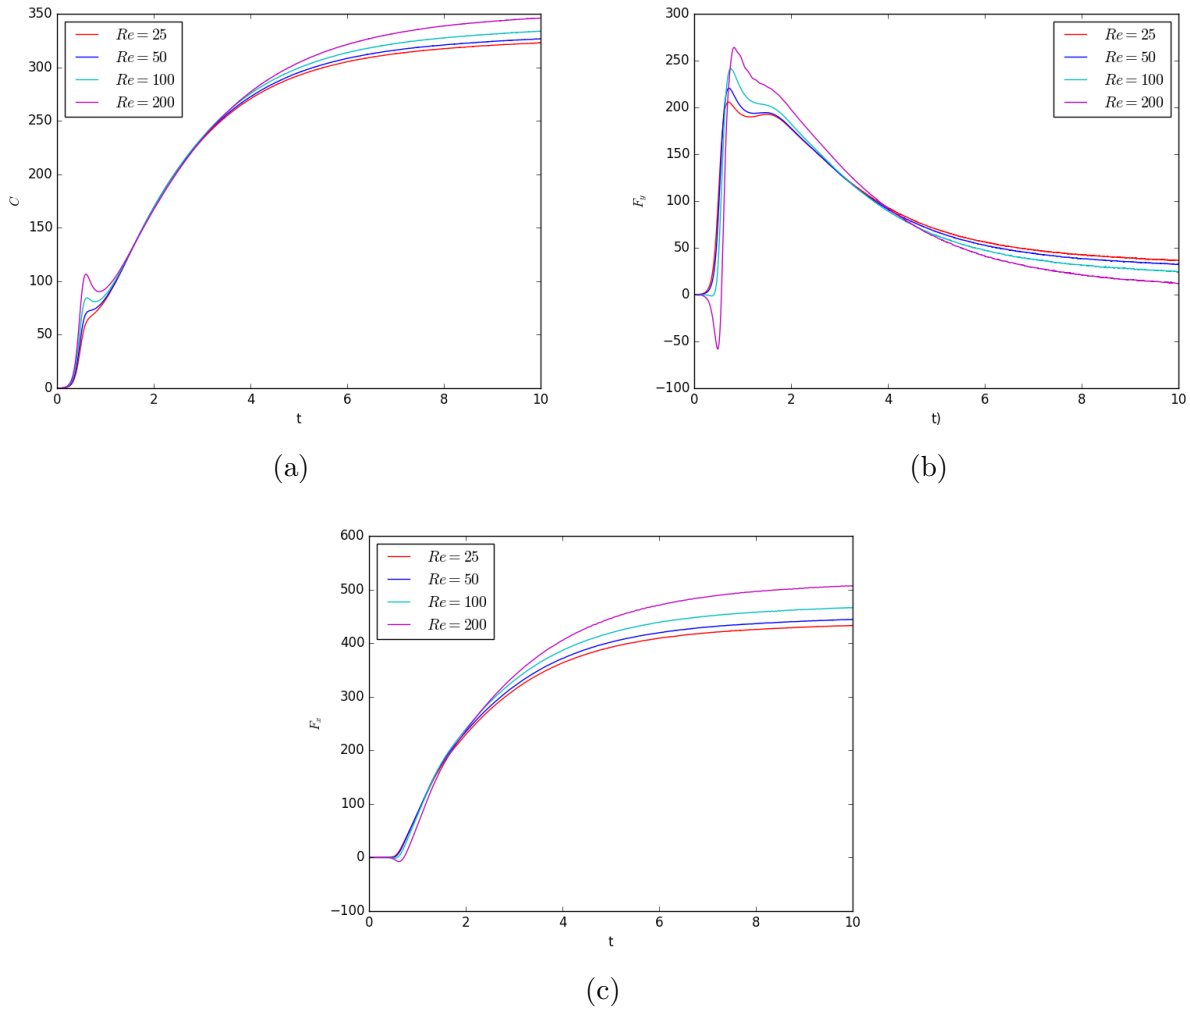 350
300
250
200
150
100
50
0
C
Re = 25
Re = 50
Re = 100
Re = 200
0 2 4 6 8 10
t
(a)
300
250
200
150
100
50
0
−50
−100
F_y
Re = 25
Re = 50
Re = 100
Re = 200
0 2 4 6 8 10
t)
(b)
600
500
400
300
200
100
0
−100
F_x
Re = 25
Re = 50
Re = 100
Re = 200
0 2 4 6 8 10
t
(c)